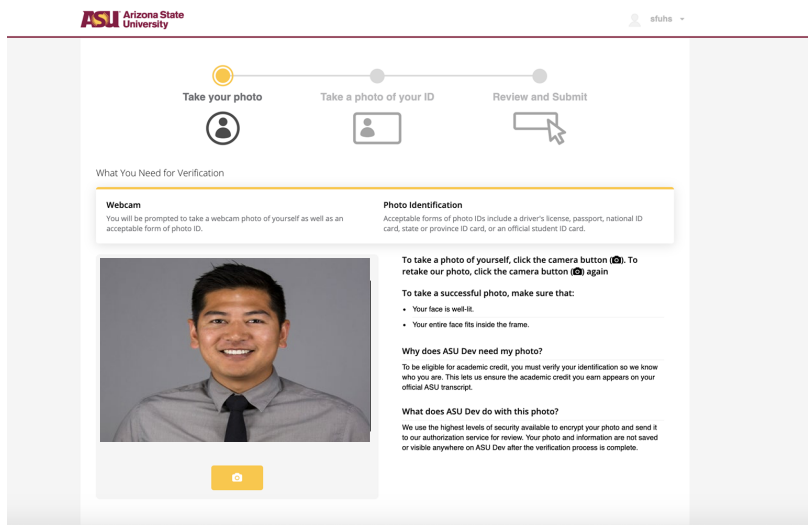 ASU Arizona State
University
sfuhs
Take your photo
Take a photo of your ID
Review and Submit
What You Need for Verification
Webcam
You will be prompted to take a webcam photo of yourself as well as an
acceptable form of photo ID.
Photo Identification
Acceptable forms of photo IDs include a driver's license, passport, national ID
card, state or province ID card, or an official student ID card.
To take a photo of yourself, click the camera button (). To
retake our photo, click the camera button () again
To take a successful photo, make sure that:
• Your face is well-lit.
• Your entire face fits inside the frame.
Why does ASU Dev need my photo?
To be eligible for academic credit, you must verify your identification so we know
who you are. This lets us ensure the academic credit you earn appears on your
official ASU transcript.
What does ASU Dev do with this photo?
We use the highest levels of security available to encrypt your photo and send it
to our authorization service for review. Your photo and information are not saved
or visible anywhere on ASU Dev after the verification process is complete.